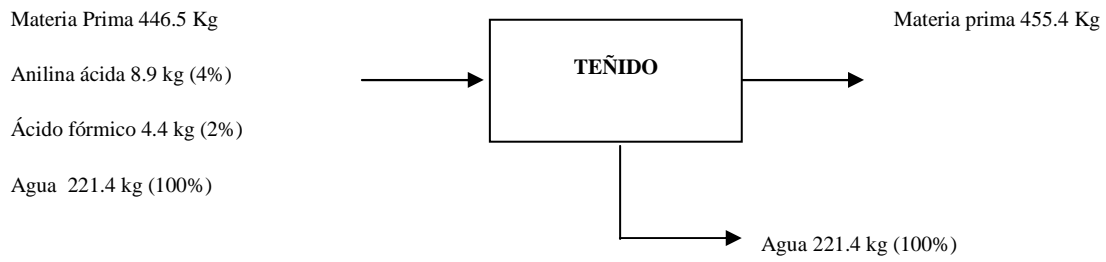 Materia Prima 446.5 Kg
Anilina ácida 8.9 kg (4%)
Ácido fórmico 4.4 kg (2%)
Agua 221.4 kg (100%)
TEÑIDO
Materia prima 455.4 Kg
Agua 221.4 kg (100%)